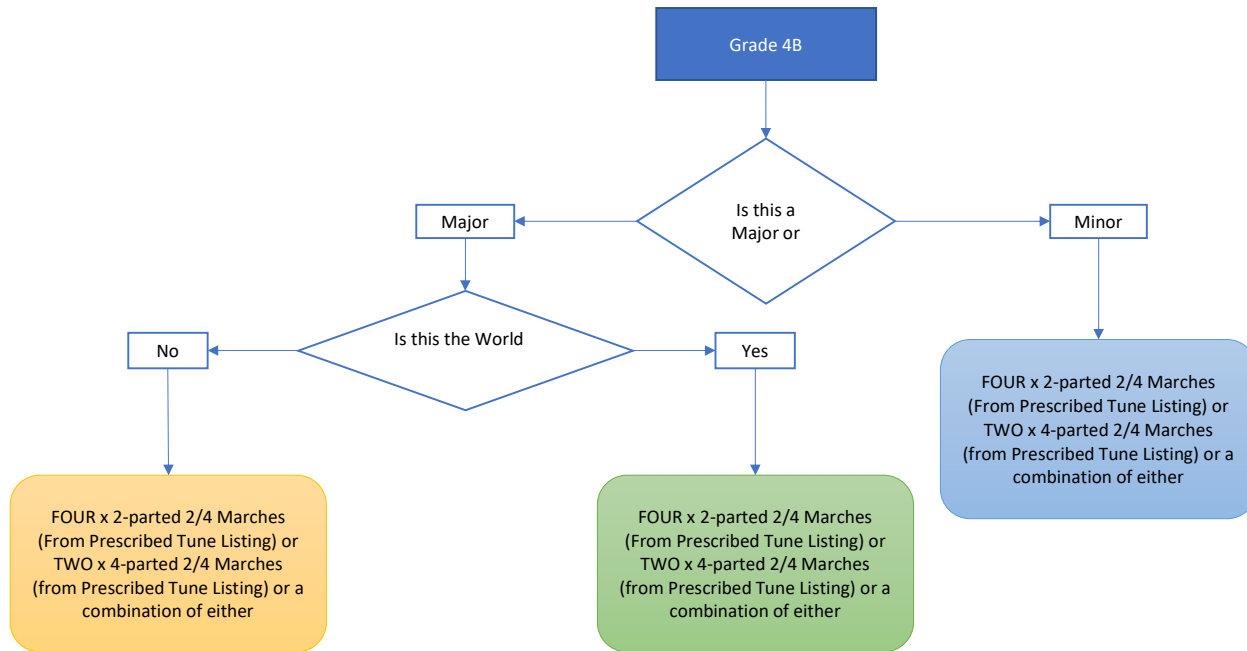 Grade 4B
Is this a
Major or
Major
Minor
Is this the World
No
Yes
FOUR x 2-parted 2/4 Marches
(From Prescribed Tune Listing) or
TWO x 4-parted 2/4 Marches
(from Prescribed Tune Listing) or a
combination of either
FOUR x 2-parted 2/4 Marches
(From Prescribed Tune Listing) or
TWO x 4-parted 2/4 Marches
(from Prescribed Tune Listing) or a
combination of either
FOUR x 2-parted 2/4 Marches
(From Prescribed Tune Listing) or
TWO x 4-parted 2/4 Marches
(from Prescribed Tune Listing) or a
combination of either